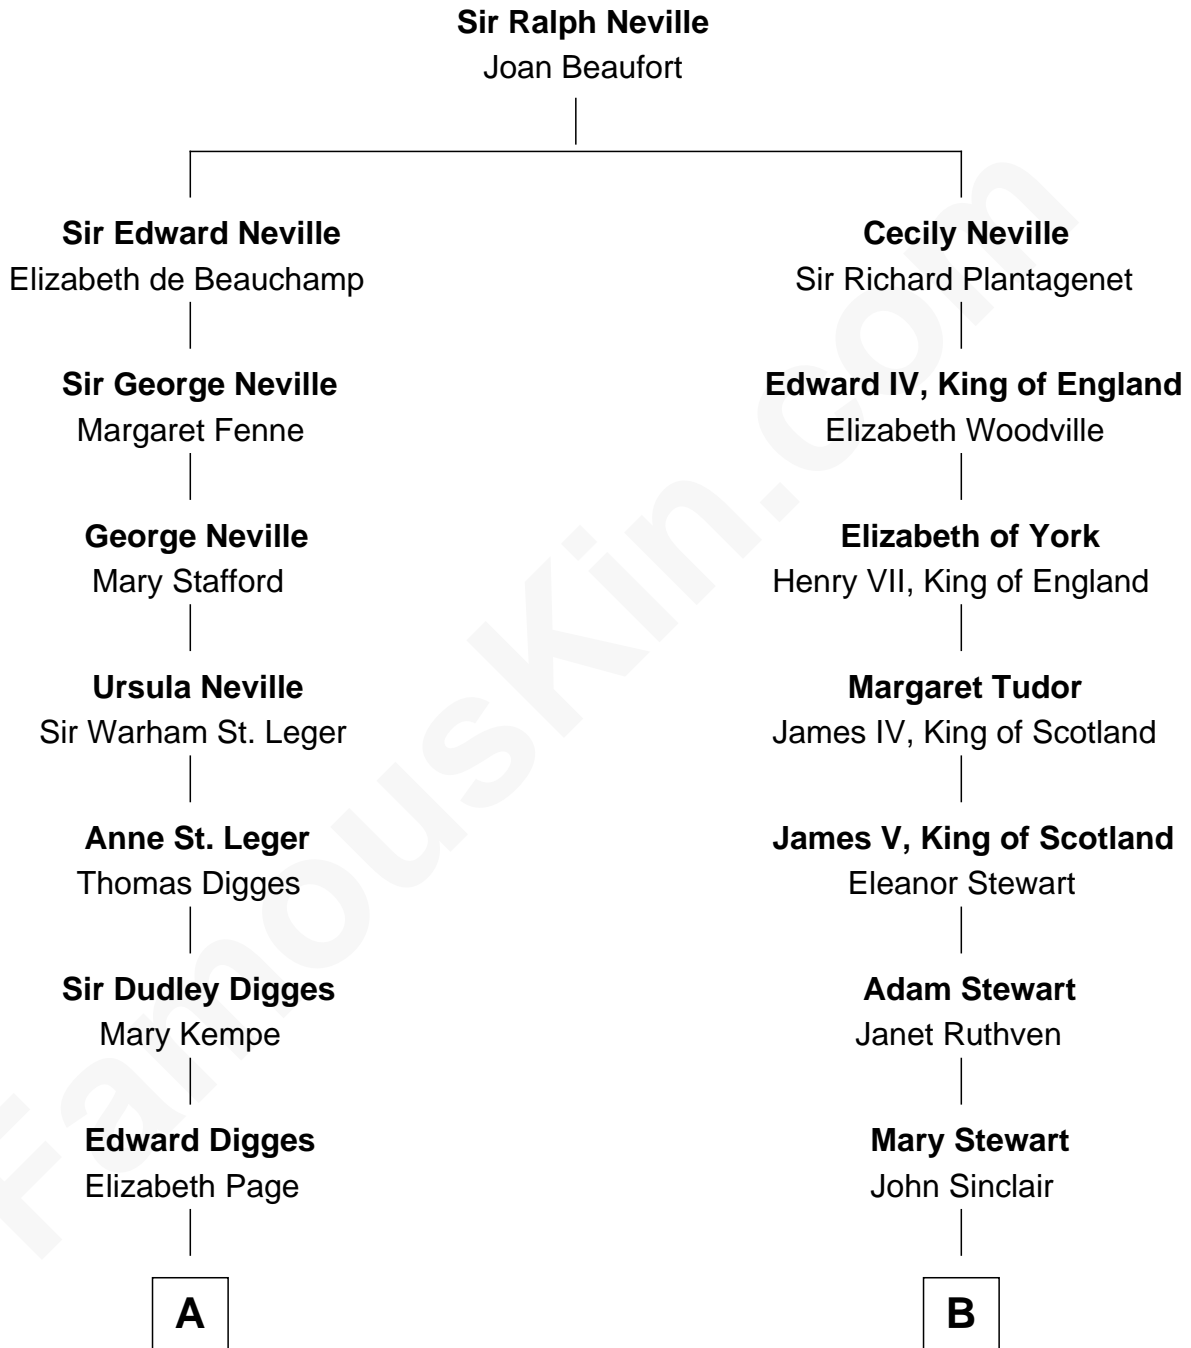 Sir Ralph Neville
Joan Beaufort
Sir Edward Neville
Elizabeth de Beauchamp
Cecily Neville
Sir Richard Plantagenet
Sir George Neville
Margaret Fenne
Edward IV, King of England
Elizabeth Woodville
George Neville
Mary Stafford
Elizabeth of York
Henry VII, King of England
Ursula Neville
Sir Warham St. Leger
Margaret Tudor
James IV, King of Scotland
Anne St. Leger
Thomas Digges
James V, King of Scotland
Eleanor Stewart
Sir Dudley Digges
Mary Kempe
Adam Stewart
Janet Ruthven
Edward Digges
Elizabeth Page
Mary Stewart
John Sinclair
A
B
FamousKin.com